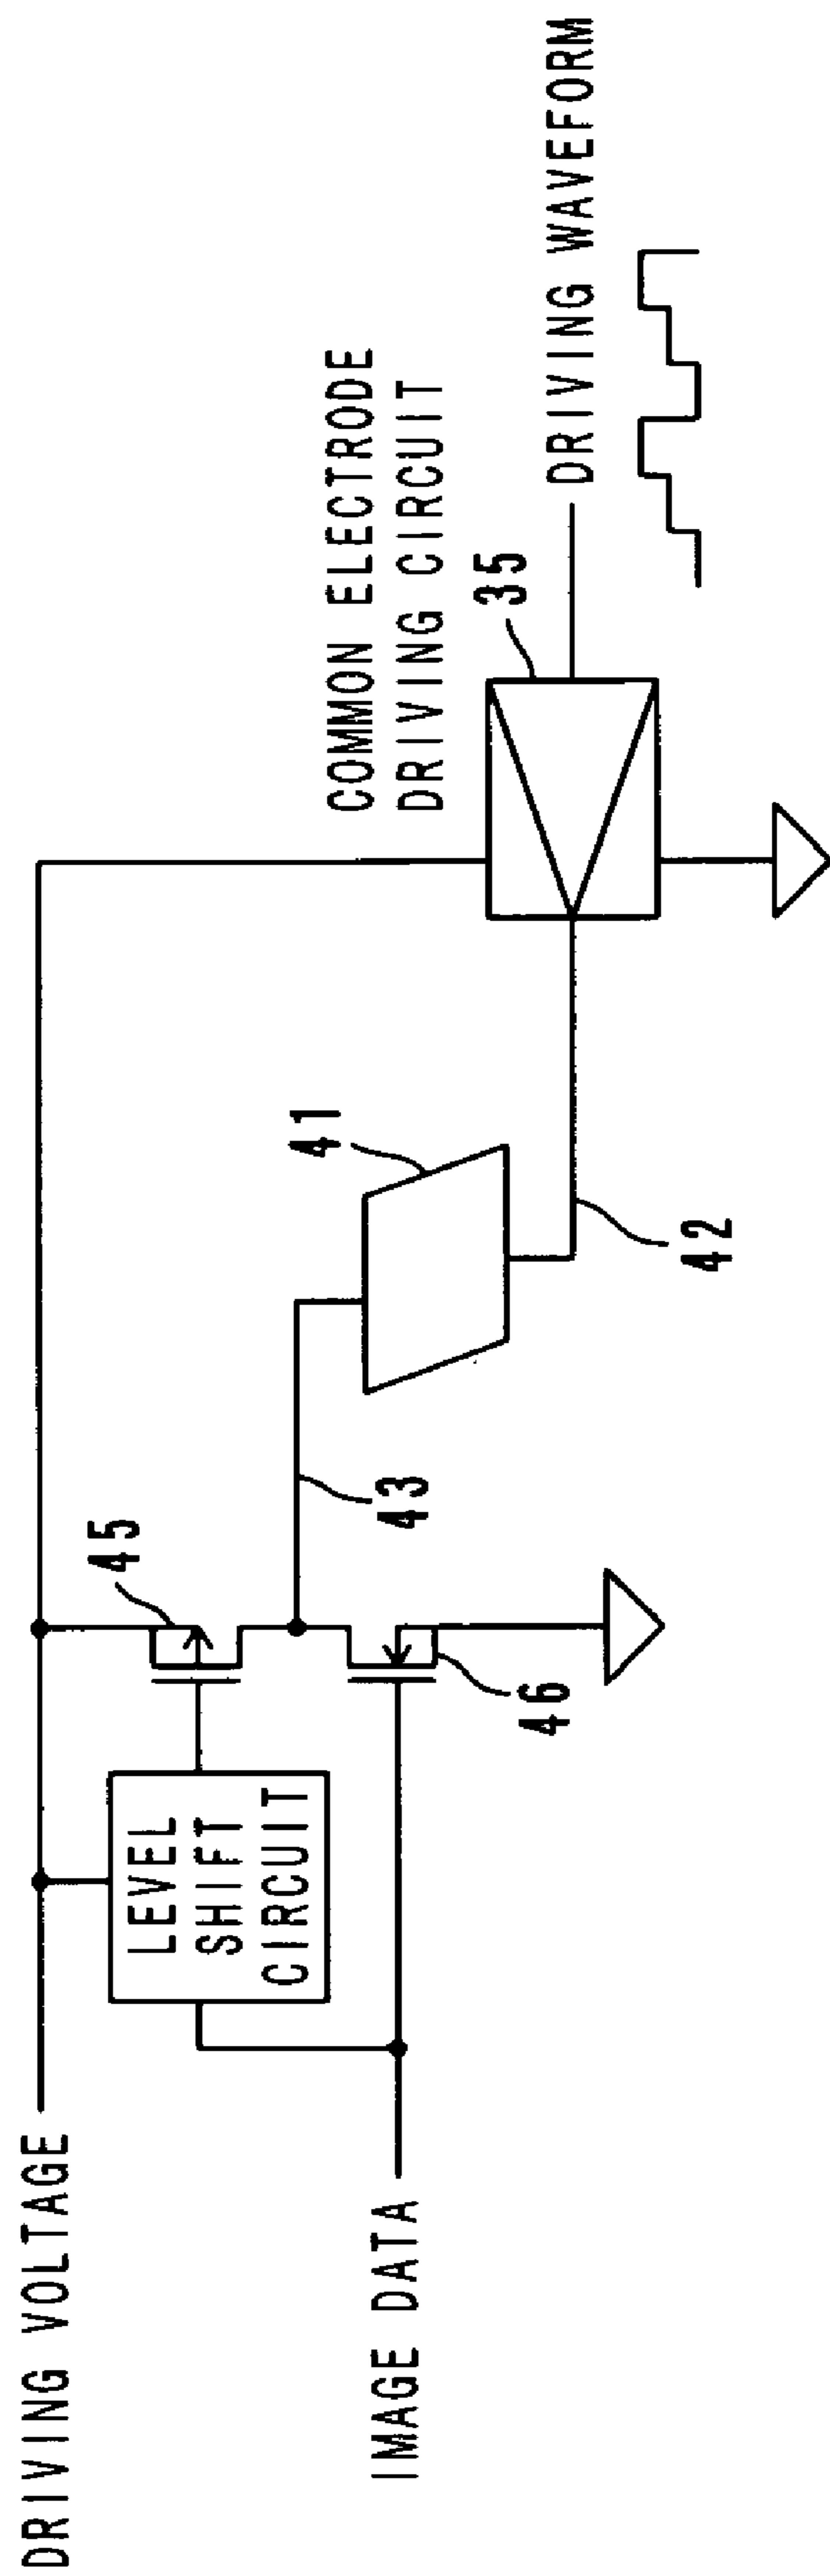 DRIVING VOLTAGE
IMAGE DATA
LEVEL
SHIFT
CIRCUIT
45
46
43
41
42
COMMON ELECTRODE
DRIVING CIRCUIT
35
DRIVING WAVEFORM